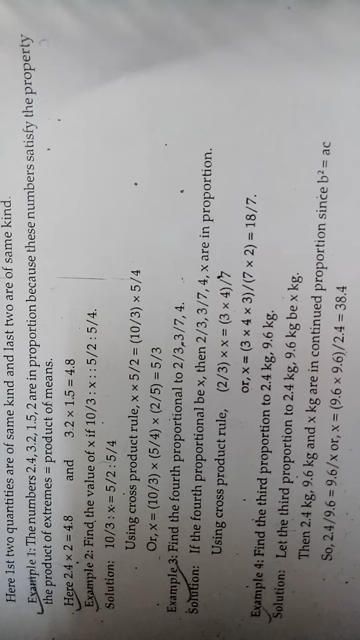 Here 1st two quantities are of same kind and last two are of same kind.
Example 1: The numbers 2.4, 3.2, 1.5, 2 are in proportion because these numbers satisfy the property
the product of extremes = product of means.
Here 2.4 × 2 = 4.8 and 3.2 × 1.5 = 4.8
Example 2: Find the value of x if 10/3 : x : : 5/2 : 5/4.
Solution: 10/3 : x = 5/2 : 5/4
Using cross product rule, x × 5/2 = (10/3) × 5/4
Or, x = (10/3) × (5/4) × (2/5) = 5/3
Example 3: Find the fourth proportional to 2/3, 3/7, 4.
Solution: If the fourth proportional be x, then 2/3, 3/7, 4, x are in proportion.
Using cross product rule, (2/3) × x = (3 × 4)/7
or, x = (3 × 4 × 3)/(7 × 2) = 18/7.
Example 4: Find the third proportion to 2.4 kg, 9.6 kg.
Solution: Let the third proportion to 2.4 kg, 9.6 kg be x kg.
Then 2.4 kg, 9.6 kg and x kg are in continued proportion since b² = ac
So, 2.4/9.6 = 9.6/x or, x = (9.6 × 9.6)/2.4 = 38.4